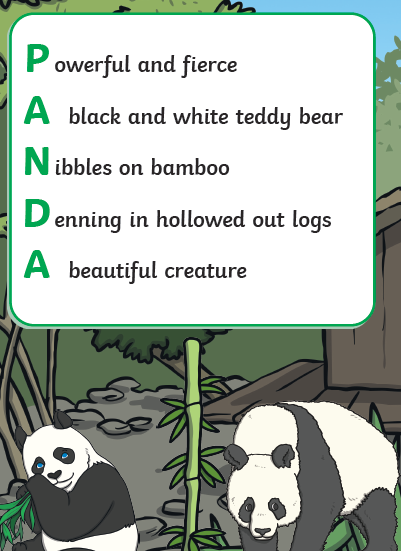 Powerful and fierce
A black and white teddy bear
Nibbles on bamboo
Denning in hollowed out logs
A beautiful creature